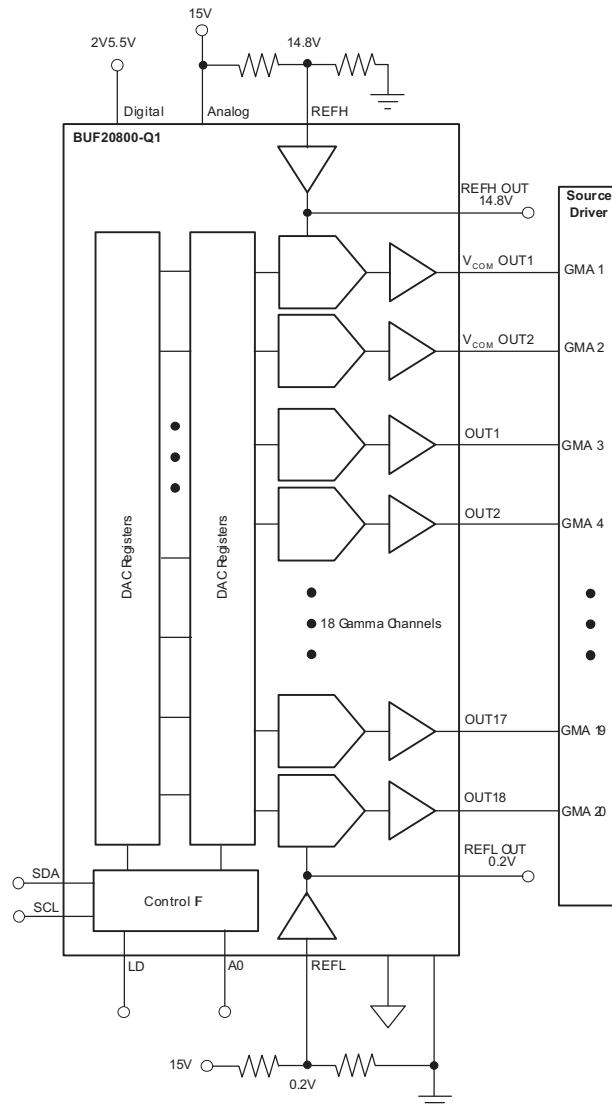 15V
2V5.5V
14.8V
Digital
Analog
REFH
BUF20800-Q1
REFH OUT
14.8V
Source
Driver
VCOM OUT1
GMA 1
VCOM OUT2
GMA 2
OUT1
GMA 3
OUT2
GMA 4
DAC Registers
DAC Registers
18 Gamma Channels
OUT17
GMA 19
OUT18
GMA 20
REFL OUT
0.2V
SDA
Control IF
SCL
LD
A0
REFL
15V
0.2V